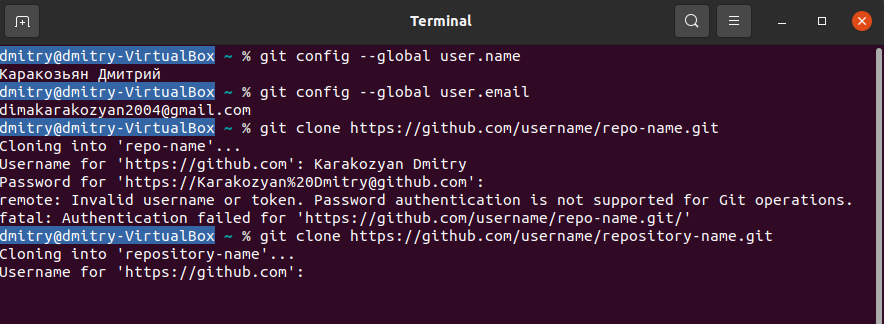 Terminal
dmitry@dmitry-VirtualBox ~ % git config --global user.name
Каракозьян Дмитрий
dmitry@dmitry-VirtualBox ~ % git config --global user.email
dimakarakozyan2004@gmail.com
dmitry@dmitry-VirtualBox ~ % git clone https://github.com/username/repo-name.git
Cloning into 'repo-name'...
Username for 'https://github.com': Karakozyan Dmitry
Password for 'https://Karakozyan%20Dmitry@github.com':
remote: Invalid username or token. Password authentication is not supported for Git operations.
fatal: Authentication failed for 'https://github.com/username/repo-name.git/'
dmitry@dmitry-VirtualBox ~ % git clone https://github.com/username/repository-name.git
Cloning into 'repository-name'...
Username for 'https://github.com':